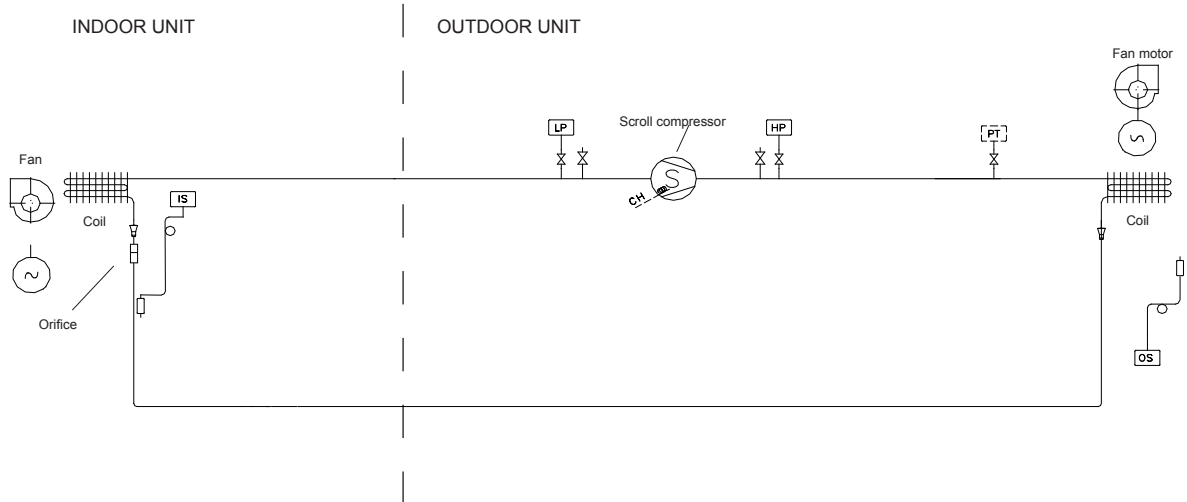 INDOOR UNIT
OUTDOOR UNIT
Fan motor
LP
Scroll compressor
HP
PT
Fan
IS
CH
S
Coil
Coil
Orifice
OS